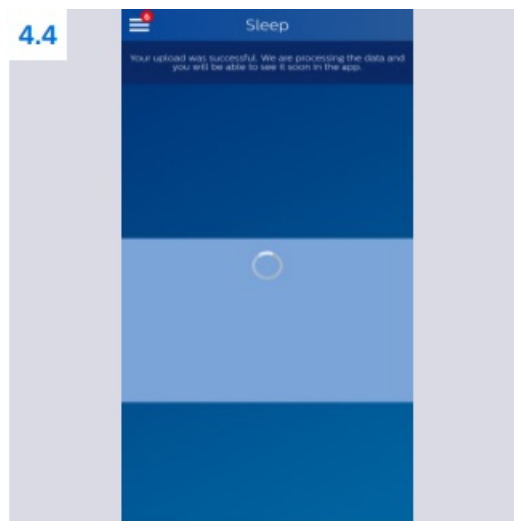 4.4
6
Sleep
Your upload was successful. We are processing the data and
you will be able to see it soon in the app.